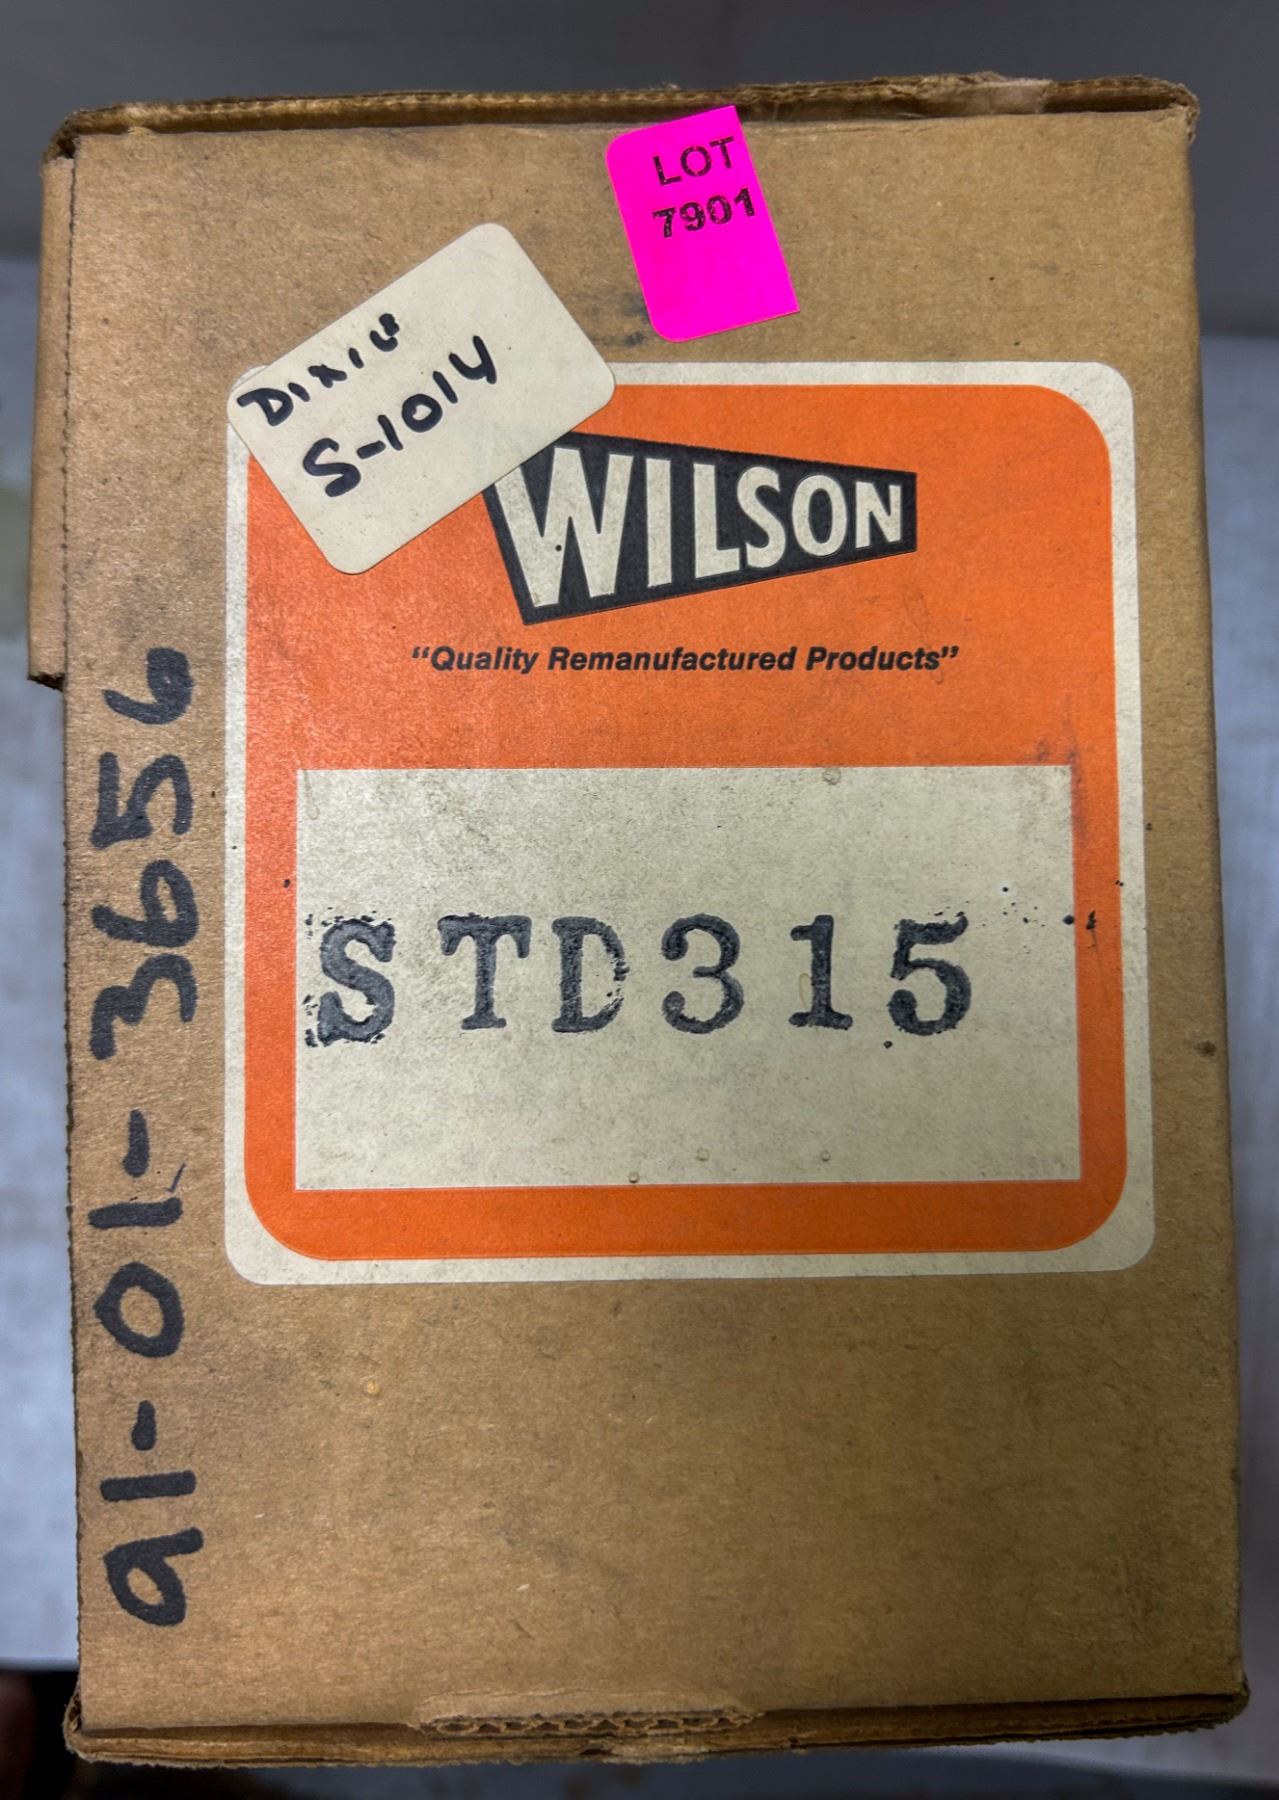 LOT
7901
DIXIE
S-1014
WILSON
“Quality Remanufactured Products”
STD315
91-01-3656